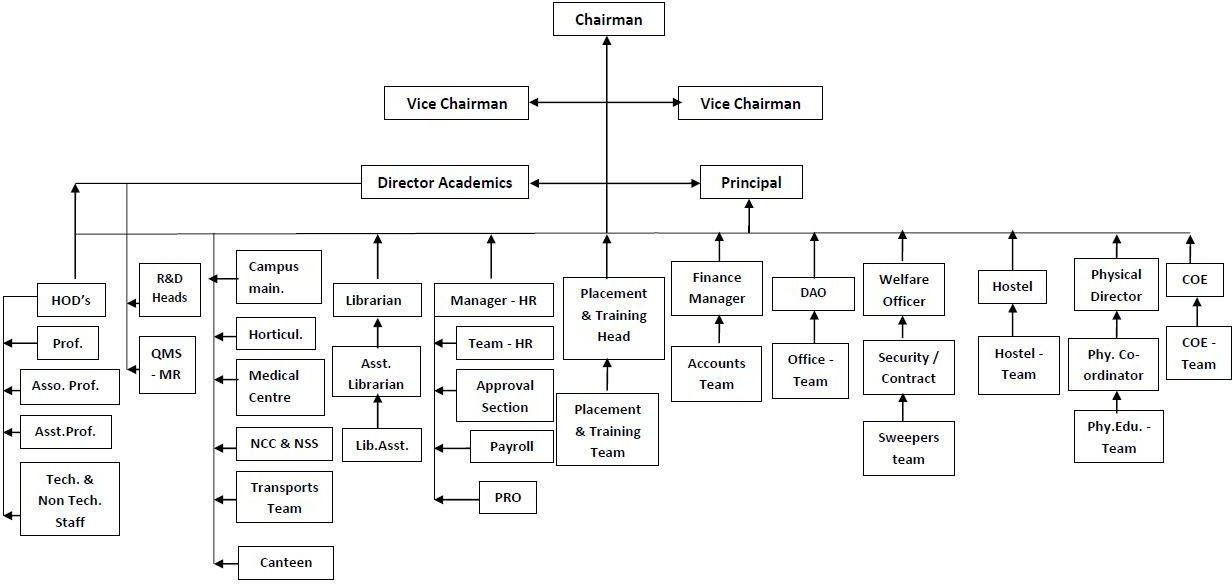 Chairman
Vice Chairman
Vice Chairman
Director Academics
Principal
HOD's
Prof.
Asso. Prof.
Asst.Prof.
Tech. &
Non Tech.
Staff
R&D
Heads
QMS
- MR
Campus
main.
Horticul.
Medical
Centre
NCC & NSS
Transports
Team
Canteen
Librarian
Asst.
Librarian
Lib.Asst.
Manager - HR
Team - HR
Approval
Section
Payroll
PRO
Placement
& Training
Head
Placement
& Training
Team
Finance
Manager
Accounts
Team
DAO
Office -
Team
Welfare
Officer
Security /
Contract
Sweepers
team
Hostel
Hostel -
Team
Physical
Director
Phy. Co-
ordinator
Phy.Edu. -
Team
COE
COE -
Team